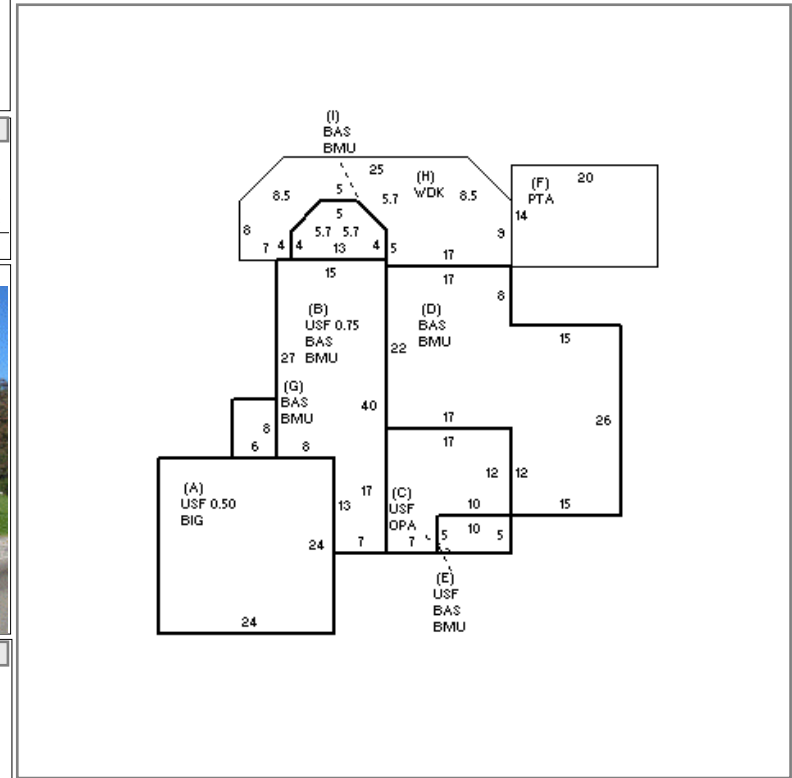 (I)
BAS
BMU
25
(H)
WDK
(F)
PTA
20
8.5
5
5.7
8.5
14
5
8
5.7 5.7
9
7 4 4 13 4 5
17
15
17
8
(B)
USF 0.75
BAS
BMU
(D)
BAS
BMU
15
22
27
(G)
BAS
BMU
40
17
26
8
17
6 8
12 12
(A)
USF 0.50
BIG
17
(C)
USF
OPA
13
10
15
10
24
7
7
5
5
(E)
USF
BAS
BMU
24